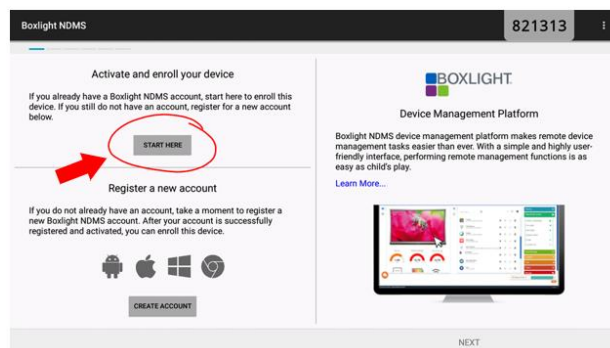 Boxlight NDMS
821313
Activate and enroll your device
If you already have a Boxlight NDMS account, start here to enroll this
device. If you still do not have an account, register for a new account
below.
START HERE
Register a new account
If you do not already have an account, take a moment to register a
new Boxlight NDMS account. After your account is successfully
registered and activated, you can enroll this device.
CREATE ACCOUNT
BOXLIGHT
Device Management Platform
Boxlight NDMS device management platform makes remote device
management tasks easier than ever. With a simple and highly user-
friendly interface, performing remote management functions is as
easy as child's play.
Learn More...
NEXT